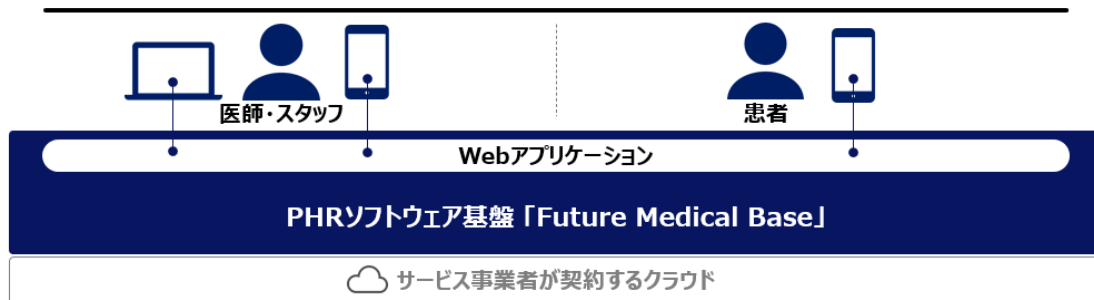 医師・スタッフ
患者
Webアプリケーション
PHRソフトウェア基盤「Future Medical Base」
サービス事業者が契約するクラウド